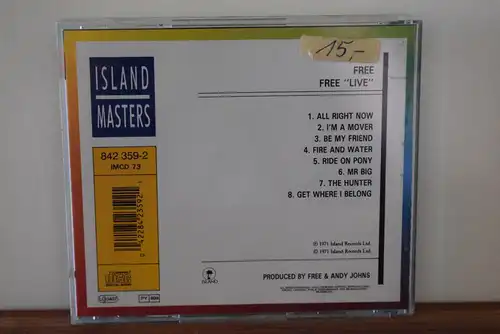 15,-
ISLAND
MASTERS
842 359-2
IMCD 73
FREE
FREE "LIVE"
1. ALL RIGHT NOW
2. I'M A MOVER
3. BE MY FRIEND
4. FIRE AND WATER
5. RIDE ON PONY
6. MR BIG
7. THE HUNTER
8. GET WHERE I BELONG
℗ 1971 Island Records Ltd.
© 1971 Island Records Ltd.
ISLAND
PRODUCED BY FREE & ANDY JOHNS